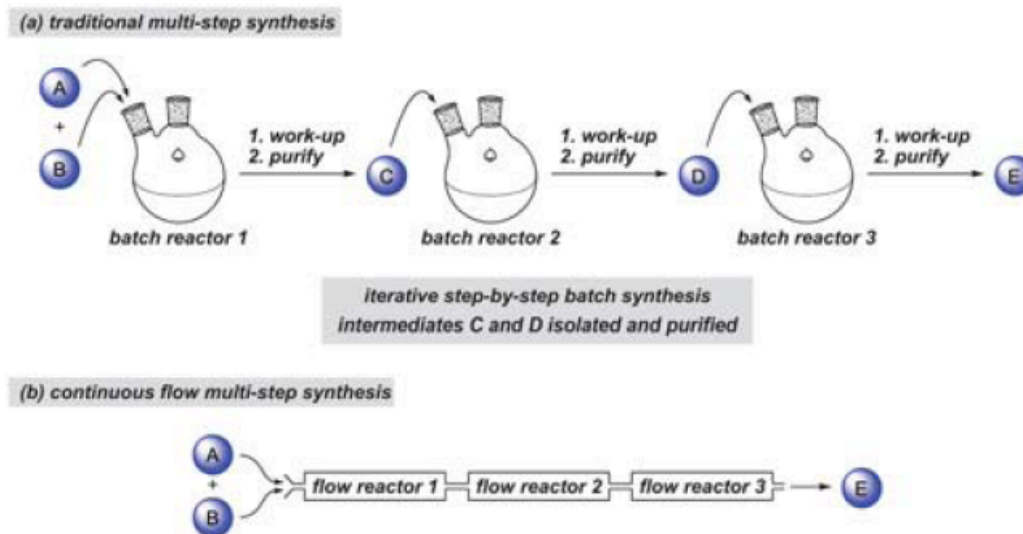 (a) traditional multi-step synthesis
A
+
B
batch reactor 1
1. work-up
2. purify
C
batch reactor 2
1. work-up
2. purify
D
batch reactor 3
1. work-up
2. purify
E
iterative step-by-step batch synthesis
intermediates C and D isolated and purified
(b) continuous flow multi-step synthesis
A
+
B
flow reactor 1
flow reactor 2
flow reactor 3
E